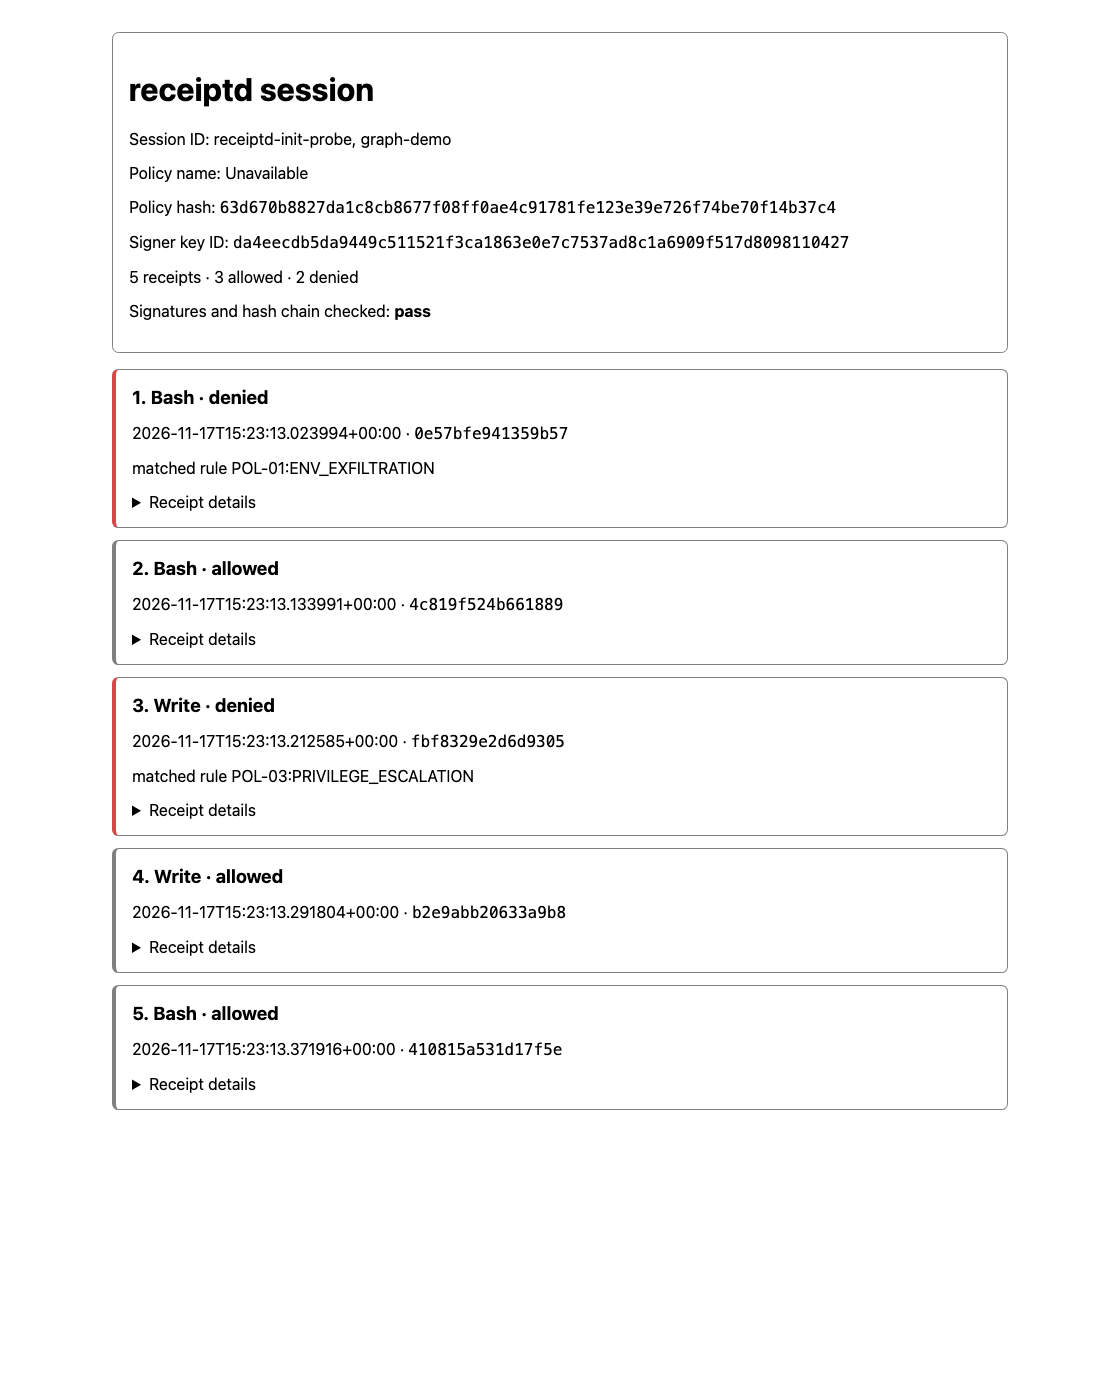 receiptd session
Session ID: receiptd-init-probe, graph-demo
Policy name: Unavailable
Policy hash: 63d670b8827da1c8cb8677f08ff0ae4c91781fe123e39e726f74be70f14b37c4
Signer key ID: da4eecdb5da9449c511521f3ca1863e0e7c7537ad8c1a6909f517d8098110427
5 receipts · 3 allowed · 2 denied
Signatures and hash chain checked: pass
1. Bash · denied
2026-11-17T15:23:13.023994+00:00 · 0e57bfe941359b57
matched rule POL-01:ENV_EXFILTRATION
▶ Receipt details
2. Bash · allowed
2026-11-17T15:23:13.133991+00:00 · 4c819f524b661889
▶ Receipt details
3. Write · denied
2026-11-17T15:23:13.212585+00:00 · fbf8329e2d6d9305
matched rule POL-03:PRIVILEGE_ESCALATION
▶ Receipt details
4. Write · allowed
2026-11-17T15:23:13.291804+00:00 · b2e9abb20633a9b8
▶ Receipt details
5. Bash · allowed
2026-11-17T15:23:13.371916+00:00 · 410815a531d17f5e
▶ Receipt details